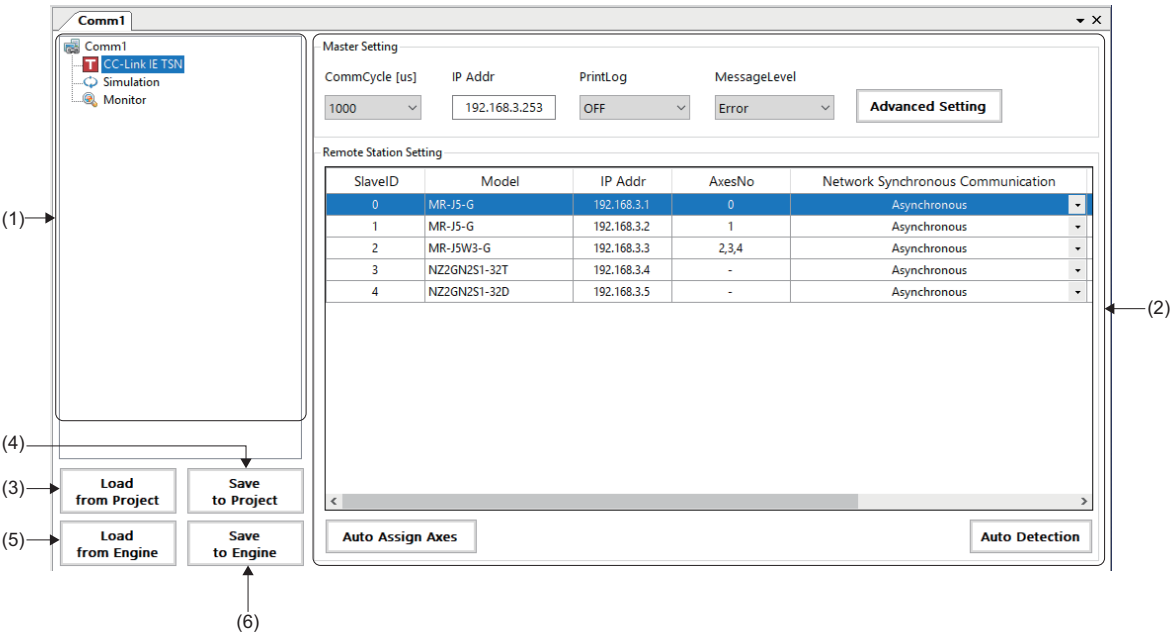 Comm1
Comm1
CC-Link IE TSN
Simulation
Monitor
Master Setting
CommCycle [us] IP Addr PrintLog MessageLevel
1000 192.168.3.253 OFF Error Advanced Setting
Remote Station Setting
SlaveID Model IP Addr AxesNo Network Synchronous Communication
0 MR-J5-G 192.168.3.1 0 Asynchronous
1 MR-J5-G 192.168.3.2 1 Asynchronous
2 MR-J5W3-G 192.168.3.3 2,3,4 Asynchronous
3 NZ2GN2S1-32T 192.168.3.4 - Asynchronous
4 NZ2GN2S1-32D 192.168.3.5 - Asynchronous
(1)
(2)
(4)
(3)
Load
from Project
Save
to Project
(5)
Load
from Engine
Save
to Engine
Auto Assign Axes
Auto Detection
(6)